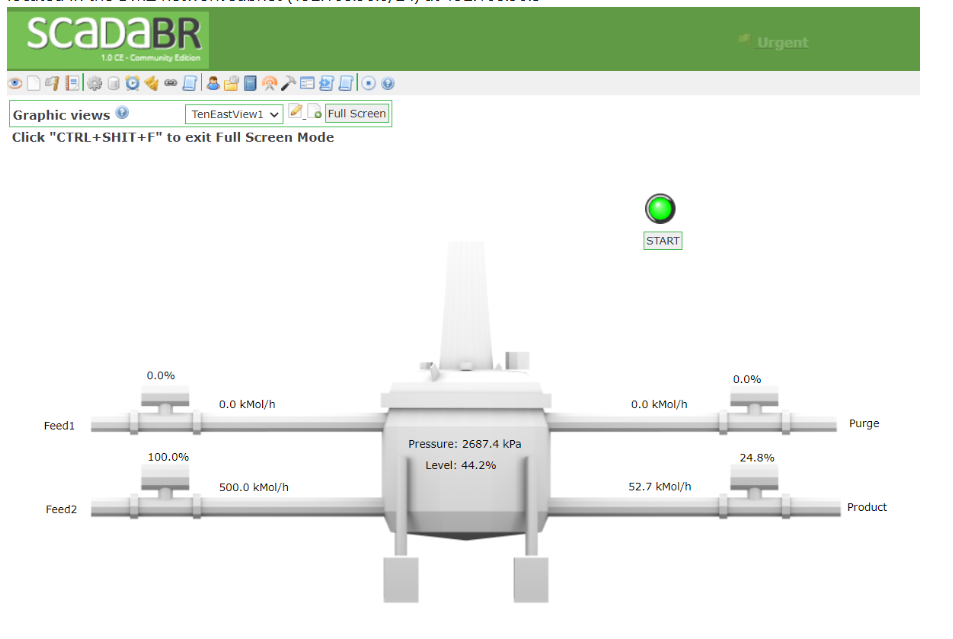 SCADABR
1.0 CE - Community Edition
Urgent
Graphic views
TenEastView1
Full Screen
Click "CTRL+SHIT+F" to exit Full Screen Mode
START
0.0%
0.0%
0.0 kMol/h
0.0 kMol/h
Feed1
Purge
Pressure: 2687.4 kPa
100.0%
24.8%
Level: 44.2%
500.0 kMol/h
52.7 kMol/h
Feed2
Product